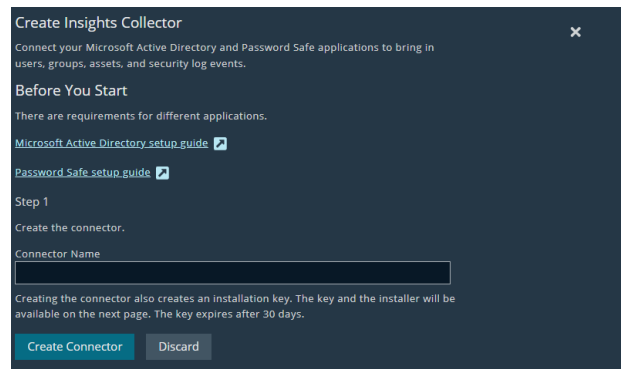 Create Insights Collector
Connect your Microsoft Active Directory and Password Safe applications to bring in
users, groups, assets, and security log events.
Before You Start
There are requirements for different applications.
Microsoft Active Directory setup guide
Password Safe setup guide
Step 1
Create the connector.
Connector Name
Creating the connector also creates an installation key. The key and the installer will be
available on the next page. The key expires after 30 days.
Create Connector
Discard